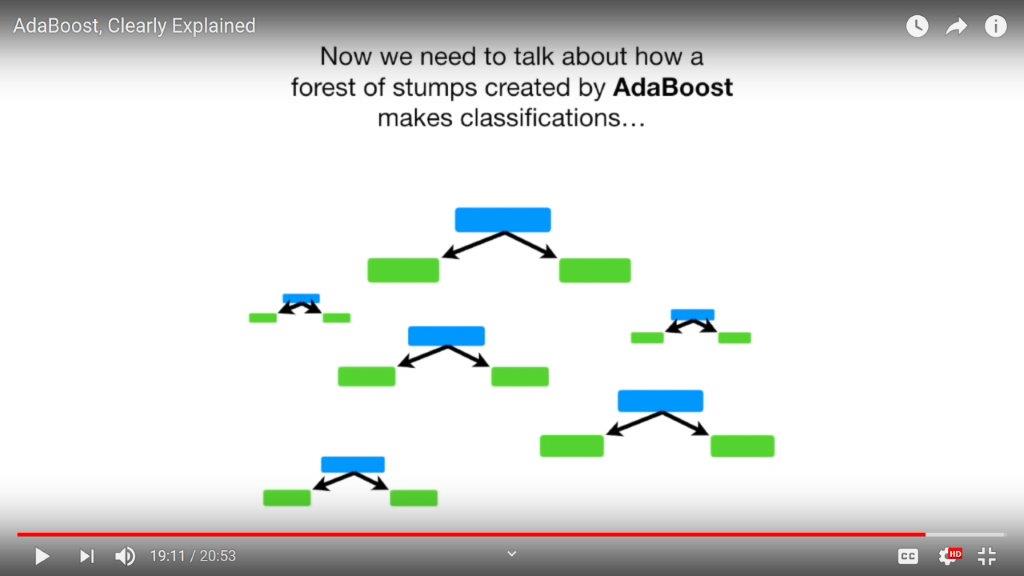 AdaBoost, Clearly Explained
Now we need to talk about how a
forest of stumps created by AdaBoost
makes classifications...
19:11 / 20:53
CC
HD